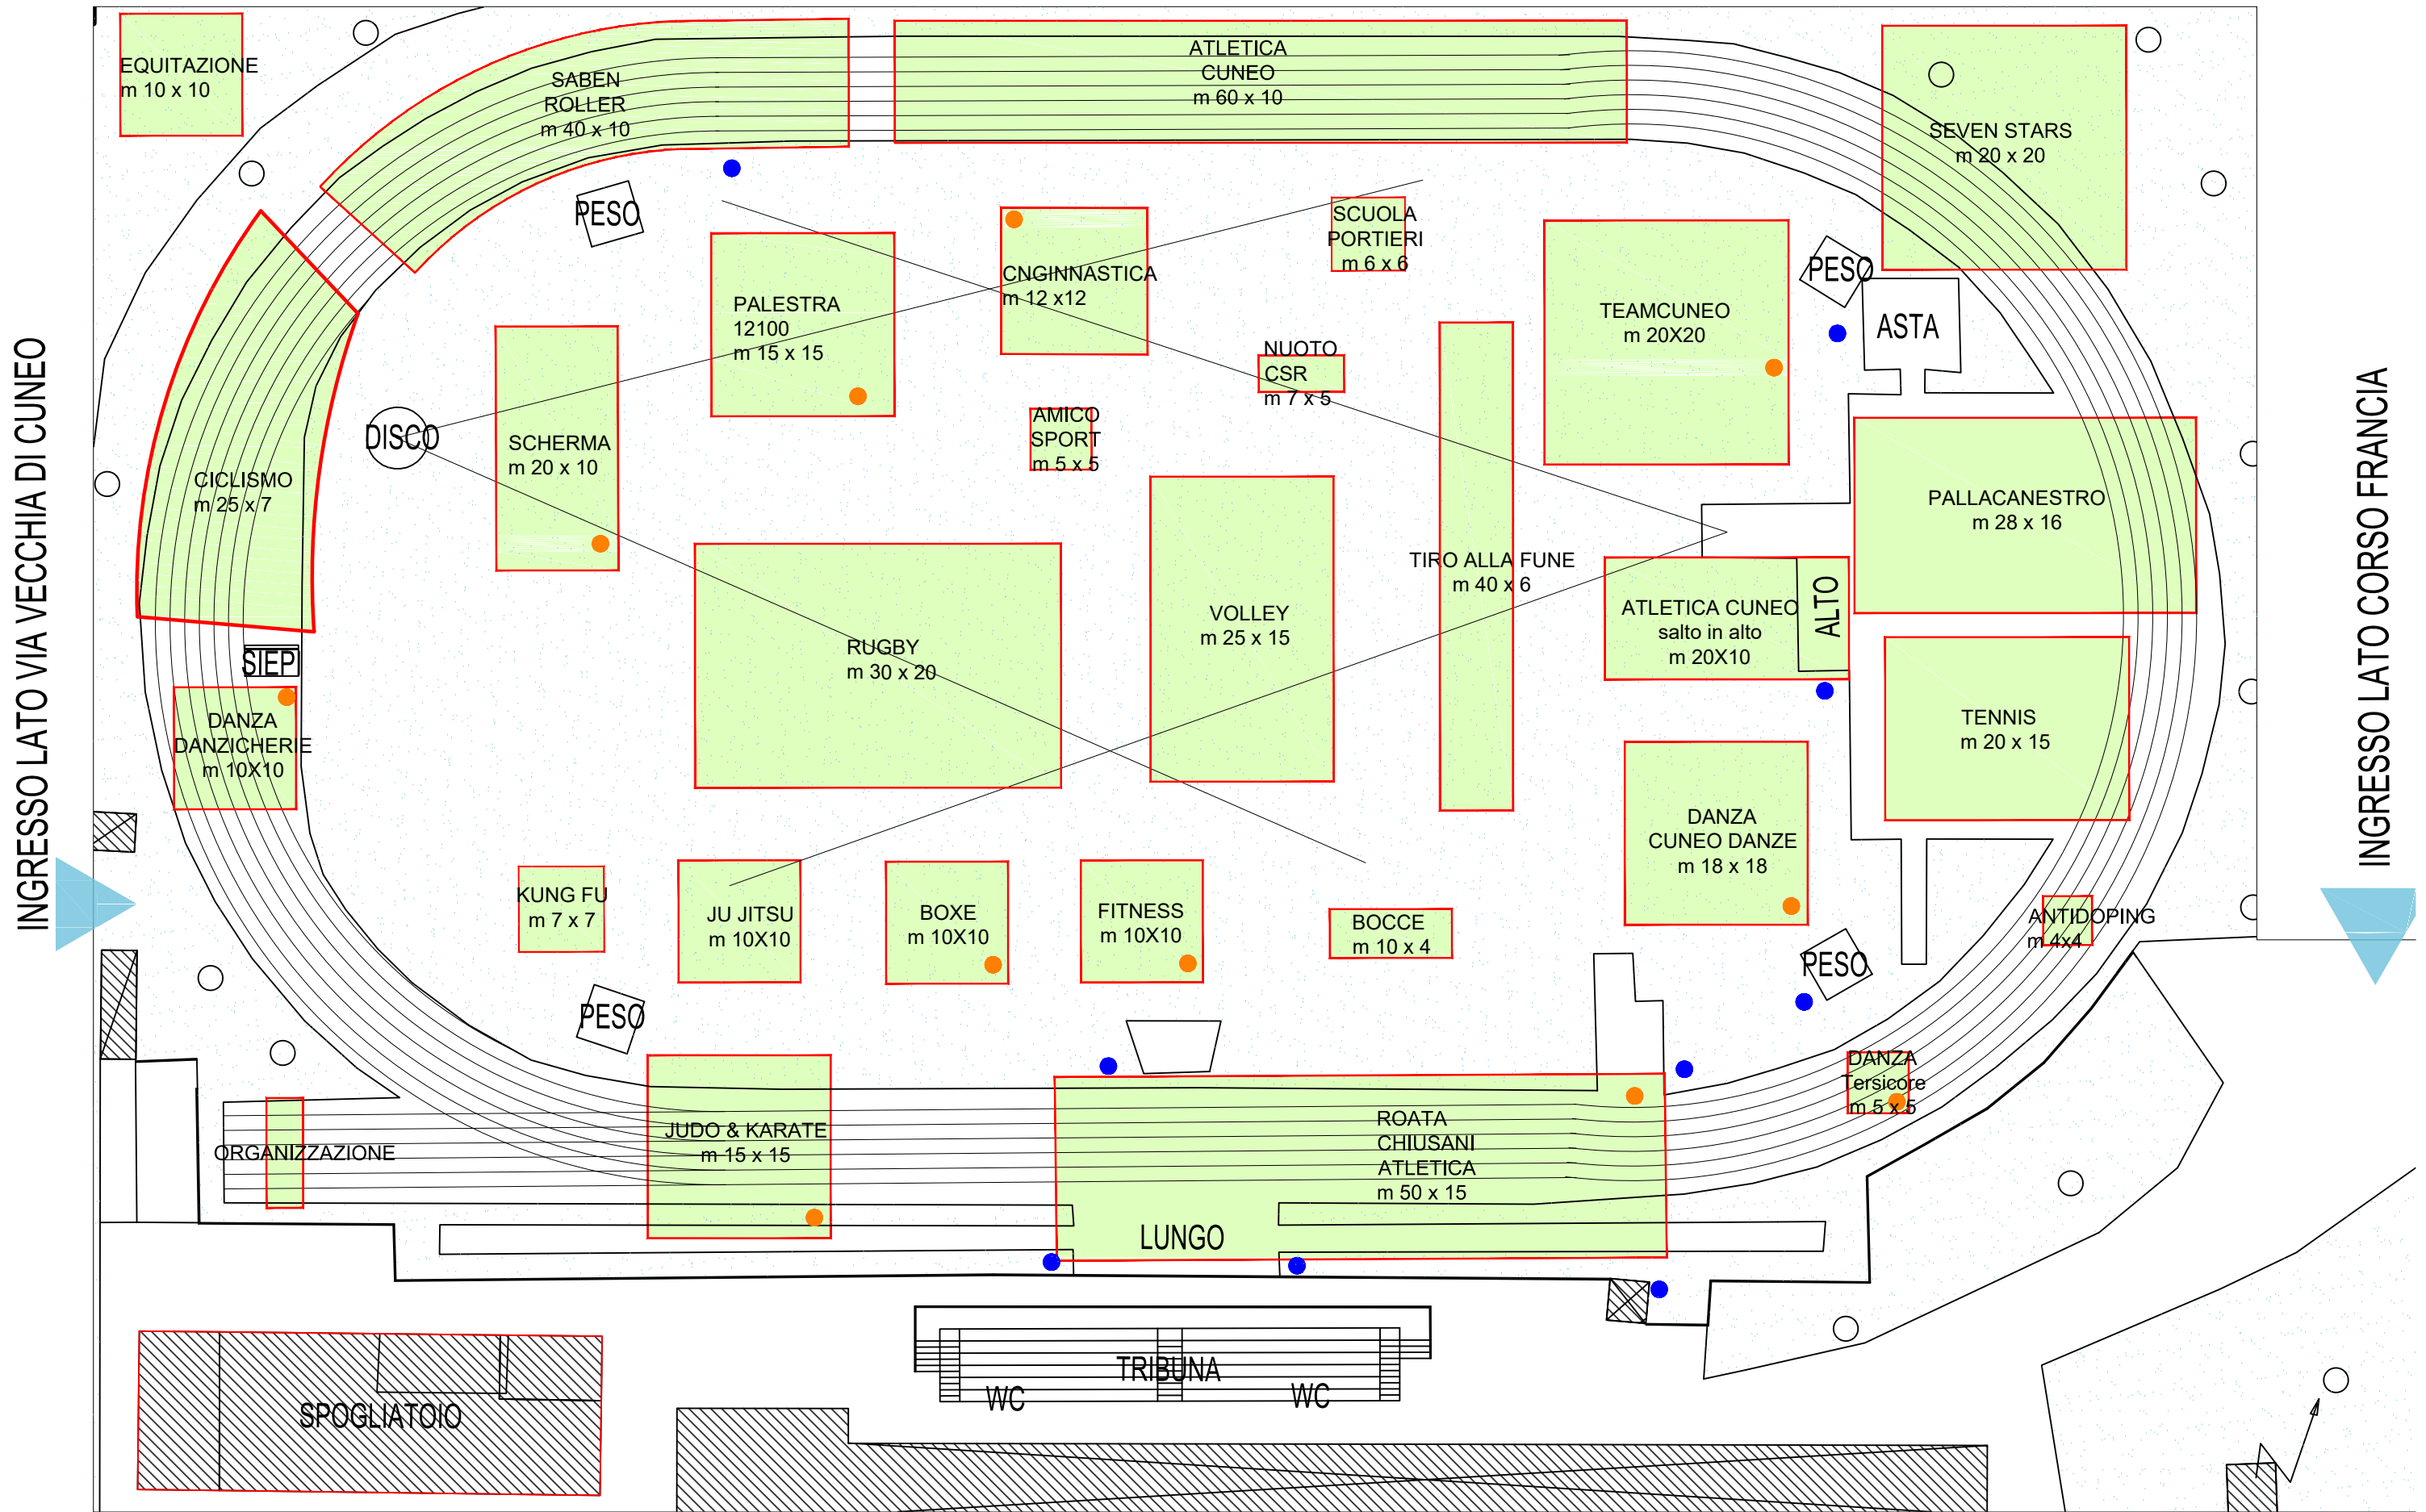 EQUITAZIONE
m 10 x 10
SABEN
ROLLER
m 40 x 10
ATLETICA
CUNEO
m 60 x 10
SEVEN STARS
m 20 x 20
PESO
SCUOLA
PORTIERI
m 6 x 6
CNGINNASTICA
m 12 x12
PALESTRA
12100
m 15 x 15
TEAMCUNEO
m 20X20
PESO
ASTA
NUOTO
CSR
m 7 x 5
AMICO
SPORT
m 5 x 5
DISCO
SCHERMA
m 20 x 10
CICLISMO
m 25 x 7
PALLACANESTRO
m 28 x 16
TIRO ALLA FUNE
m 40 x 6
VOLLEY
m 25 x 15
ATLETICA CUNEO
salto in alto
m 20X10
ALTO
RUGBY
m 30 x 20
SIEPI
DANZA
DANZICHERIE
m 10X10
TENNIS
m 20 x 15
DANZA
CUNEO DANZE
m 18 x 18
INGRESSO LATO VIA VECCHIA DI CUNEO
INGRESSO LATO CORSO FRANCIA
KUNG FU
m 7 x 7
JU JITSU
m 10X10
BOXE
m 10X10
FITNESS
m 10X10
BOCCE
m 10 x 4
ANTIDOPING
m 4x4
PESO
PESO
DANZA
Tersicore
m 5 x 5
ORGANIZZAZIONE
JUDO & KARATE
m 15 x 15
ROATA
CHIUSANI
ATLETICA
m 50 x 15
LUNGO
TRIBUNA
WC
WC
SPOGLIATOIO